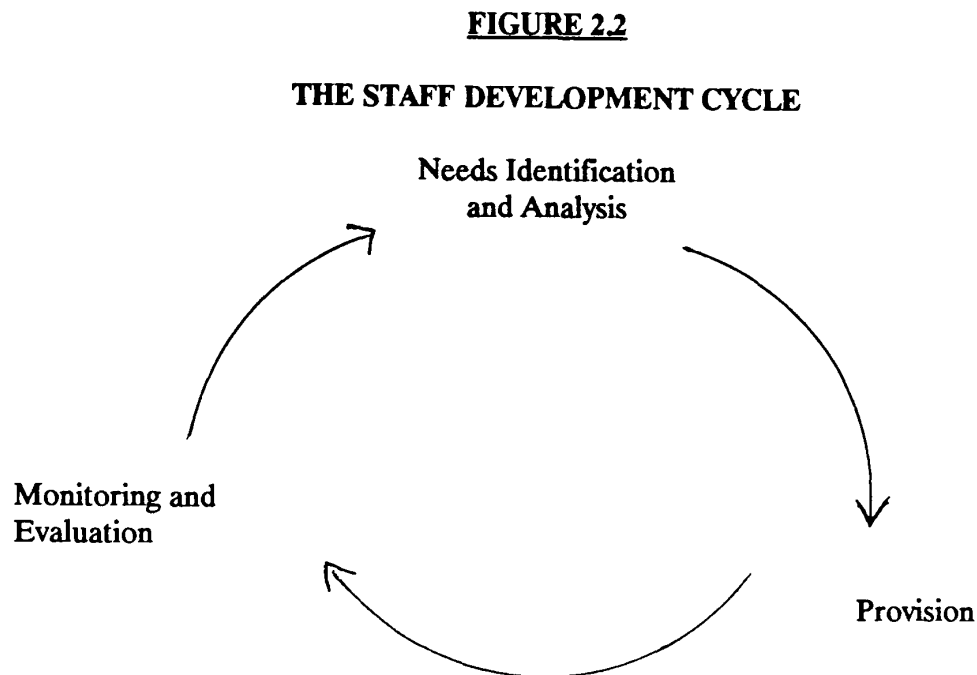 FIGURE 2.2
THE STAFF DEVELOPMENT CYCLE
Needs Identification
and Analysis
Monitoring and
Evaluation
Provision